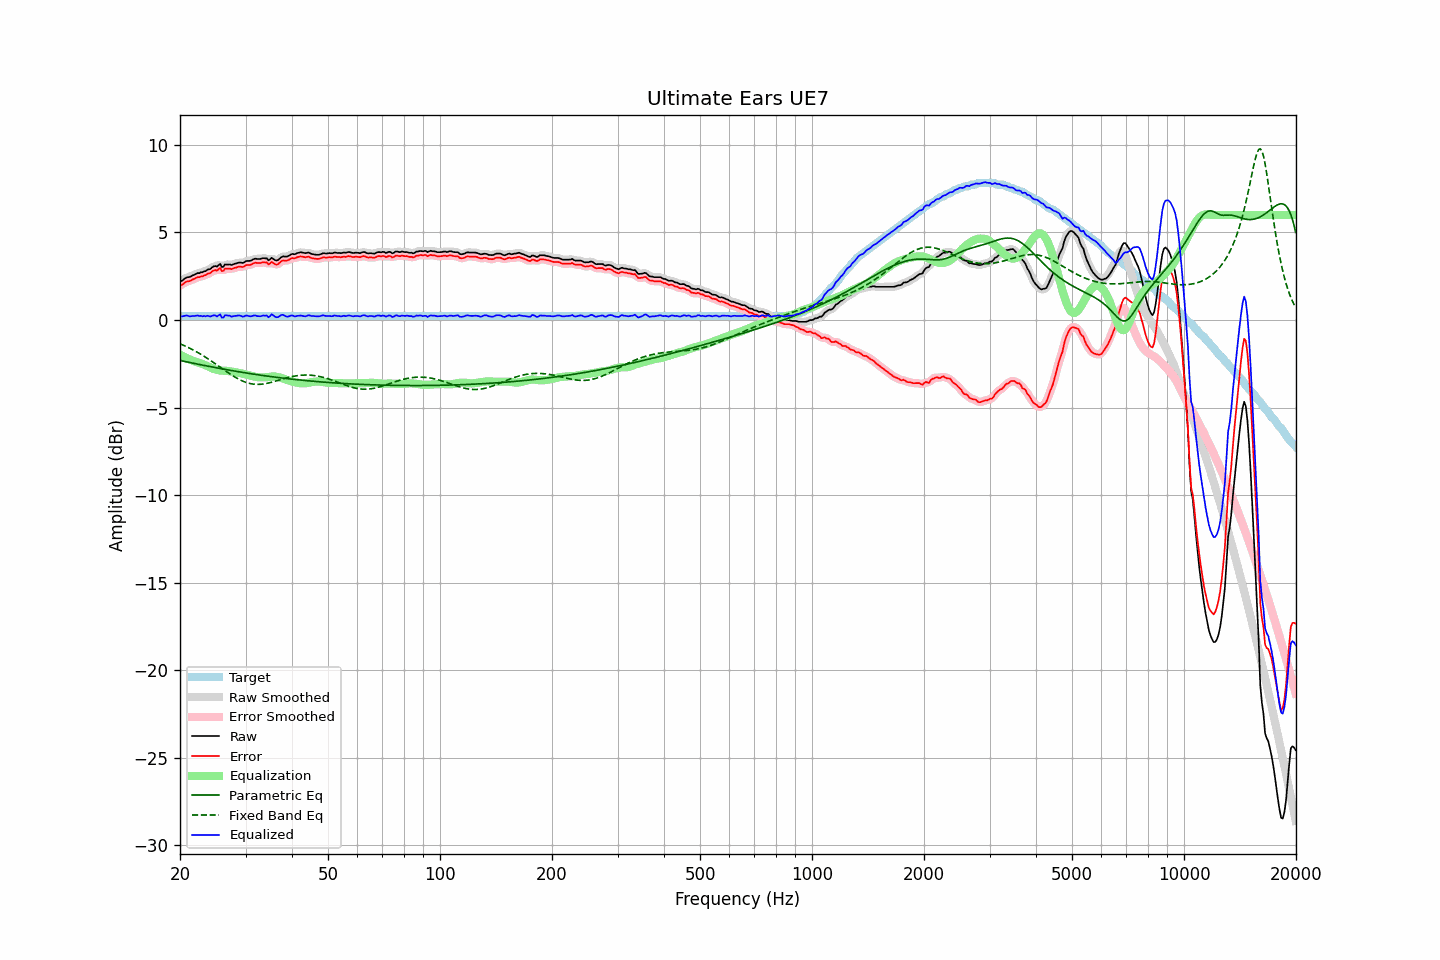 Ultimate Ears UE7
Amplitude (dBr)
10
5
0
−5
−10
−15
−20
−25
−30
Target
Raw Smoothed
Error Smoothed
Raw
Error
Equalization
Parametric Eq
Fixed Band Eq
Equalized
20 50 100 200 500 1000 2000 5000 10000 20000
Frequency (Hz)